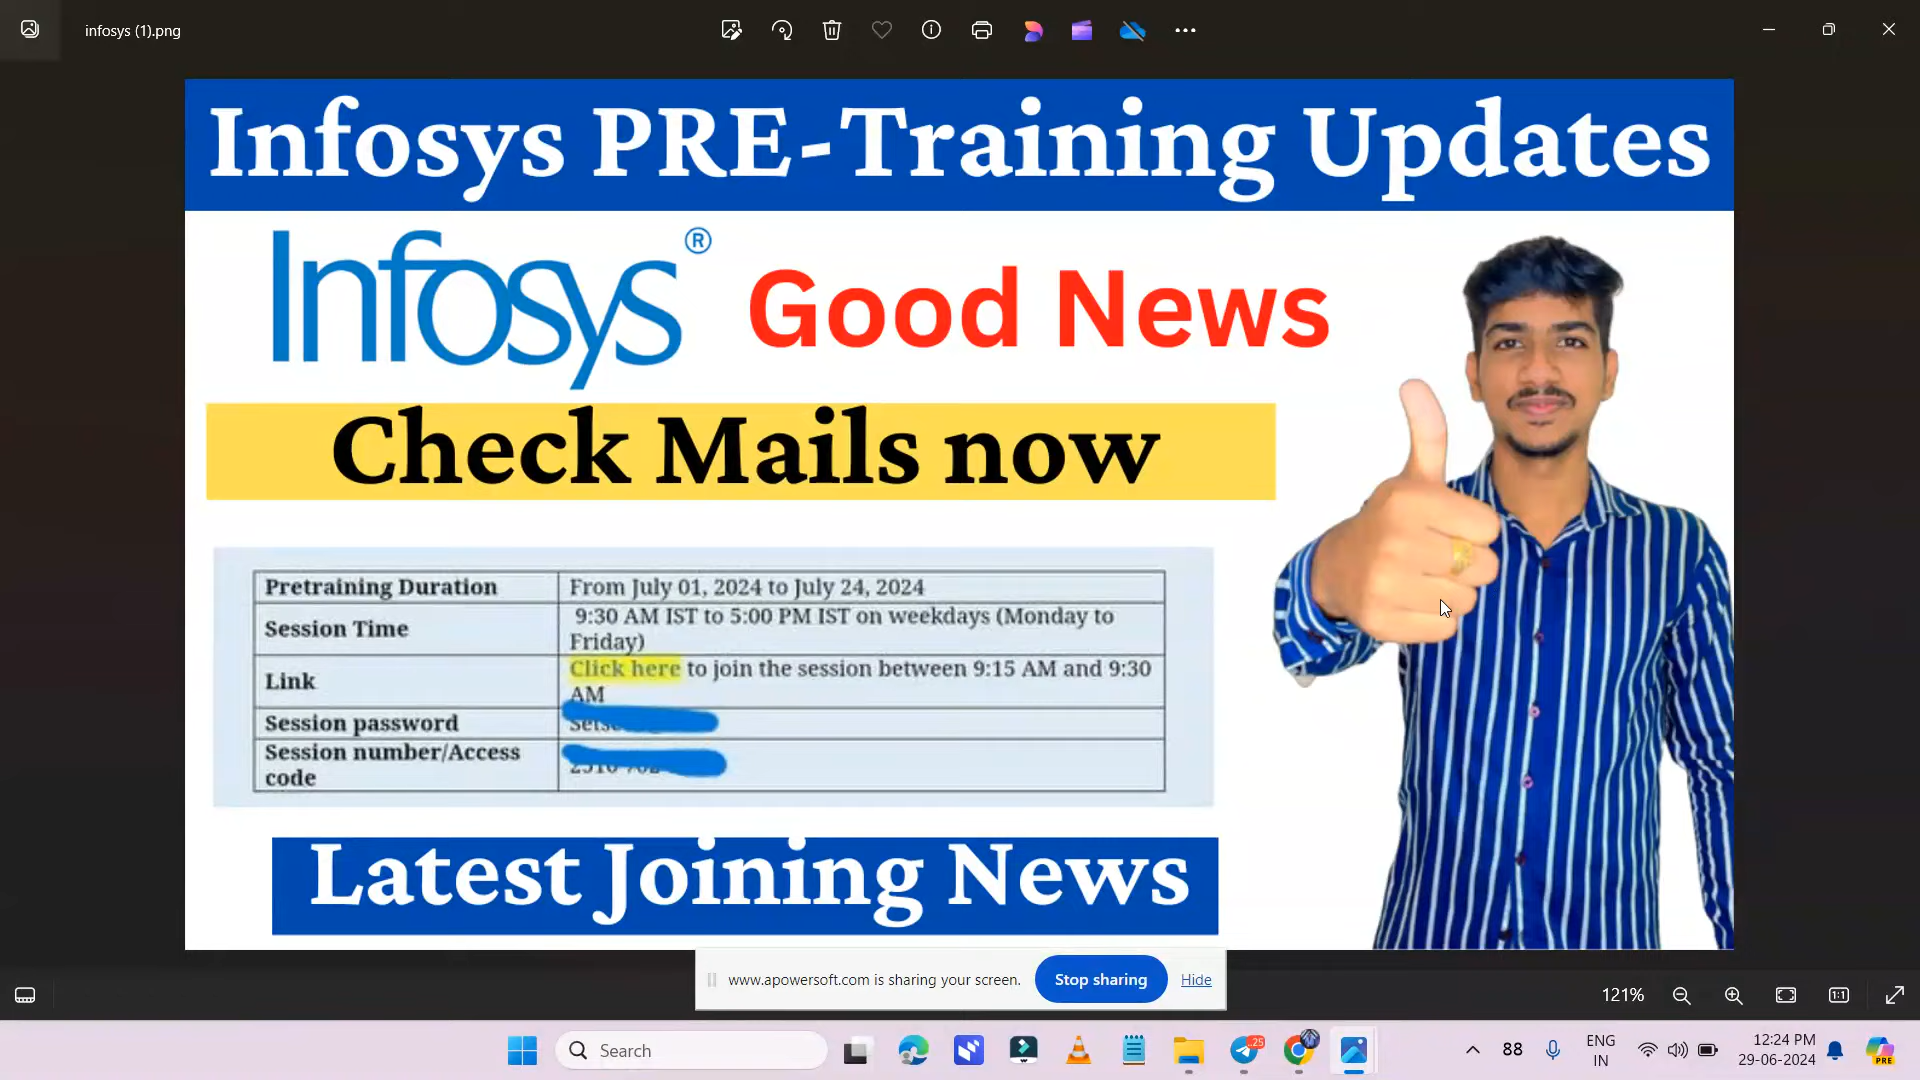 infosys (1).png
Infosys PRE-Training Updates
Infosys®
Good News
Check Mails now
Pretraining Duration From July 01, 2024 to July 24, 2024
Session Time 9:30 AM IST to 5:00 PM IST on weekdays (Monday to
Friday)
Link Click here to join the session between 9:15 AM and 9:30
AM
Session password
Session number/Access
code
Latest Joining News
www.apowersoft.com is sharing your screen. Stop sharing Hide
121%
1:1
Search
..25
88
ENG
IN
12:24 PM
29-06-2024
PRE